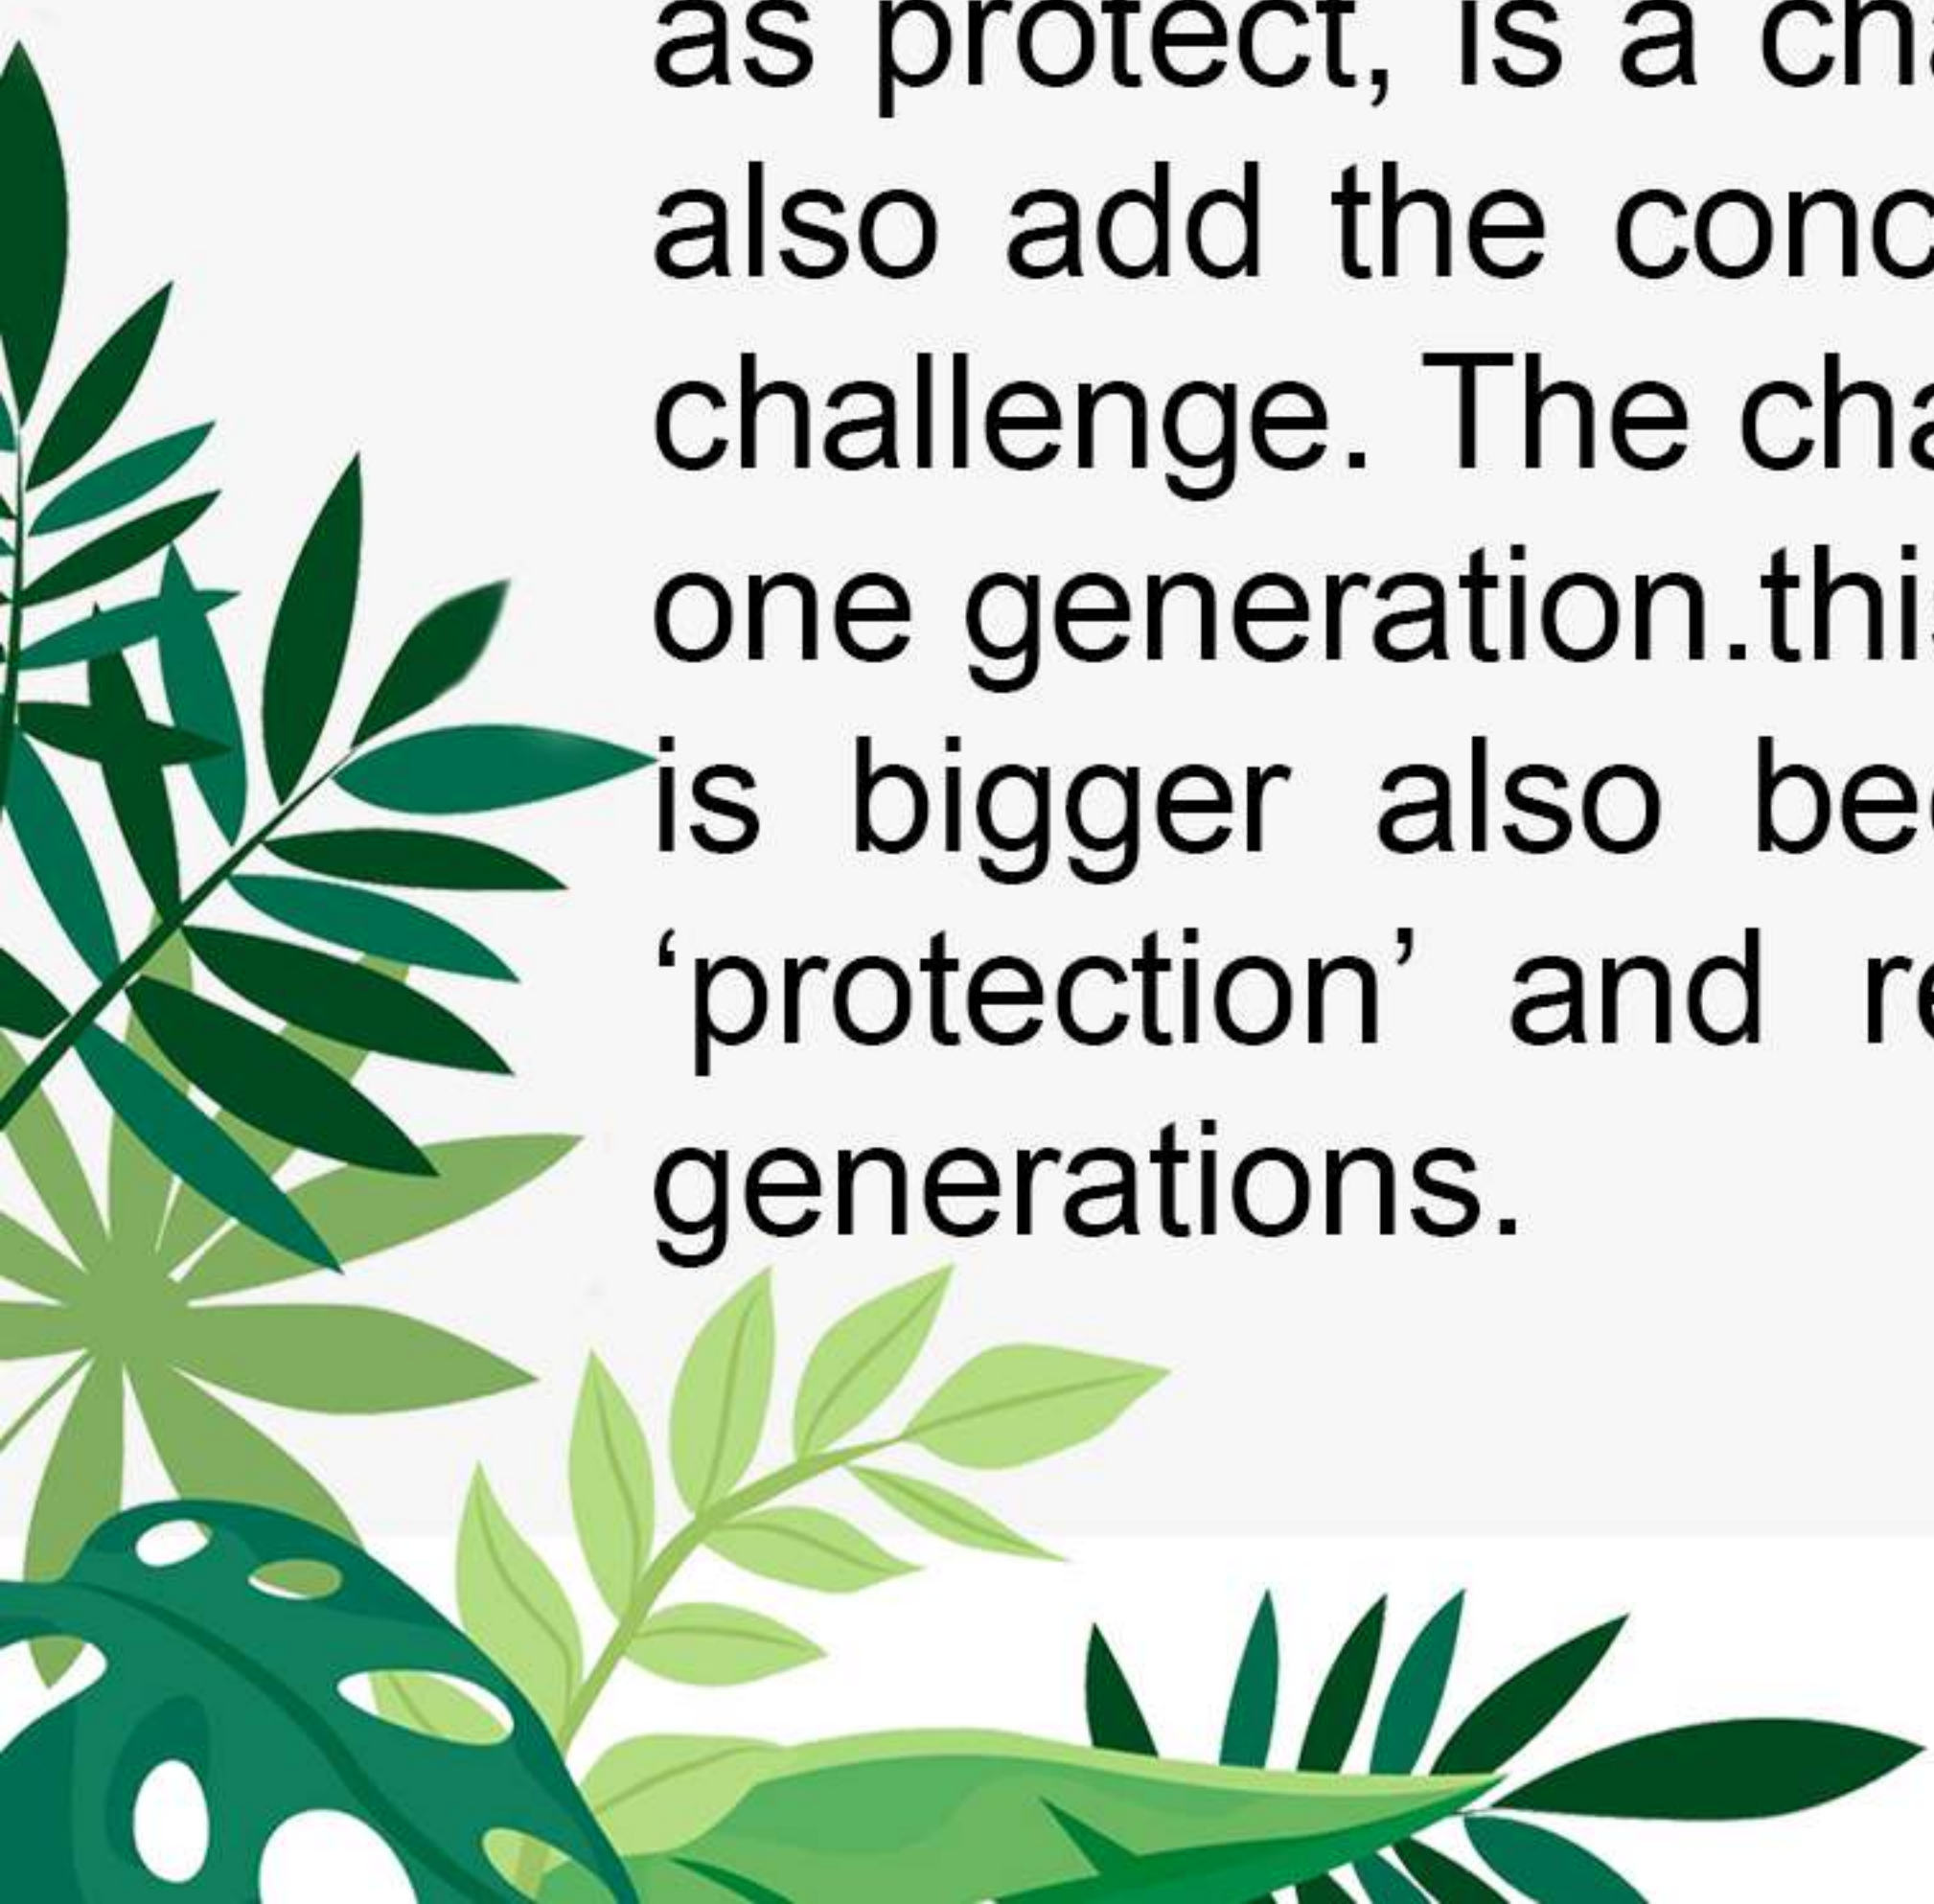 as protect, is a
also add the
challenge. The
one generation.
is bigger also
‘protection’ and
generations.